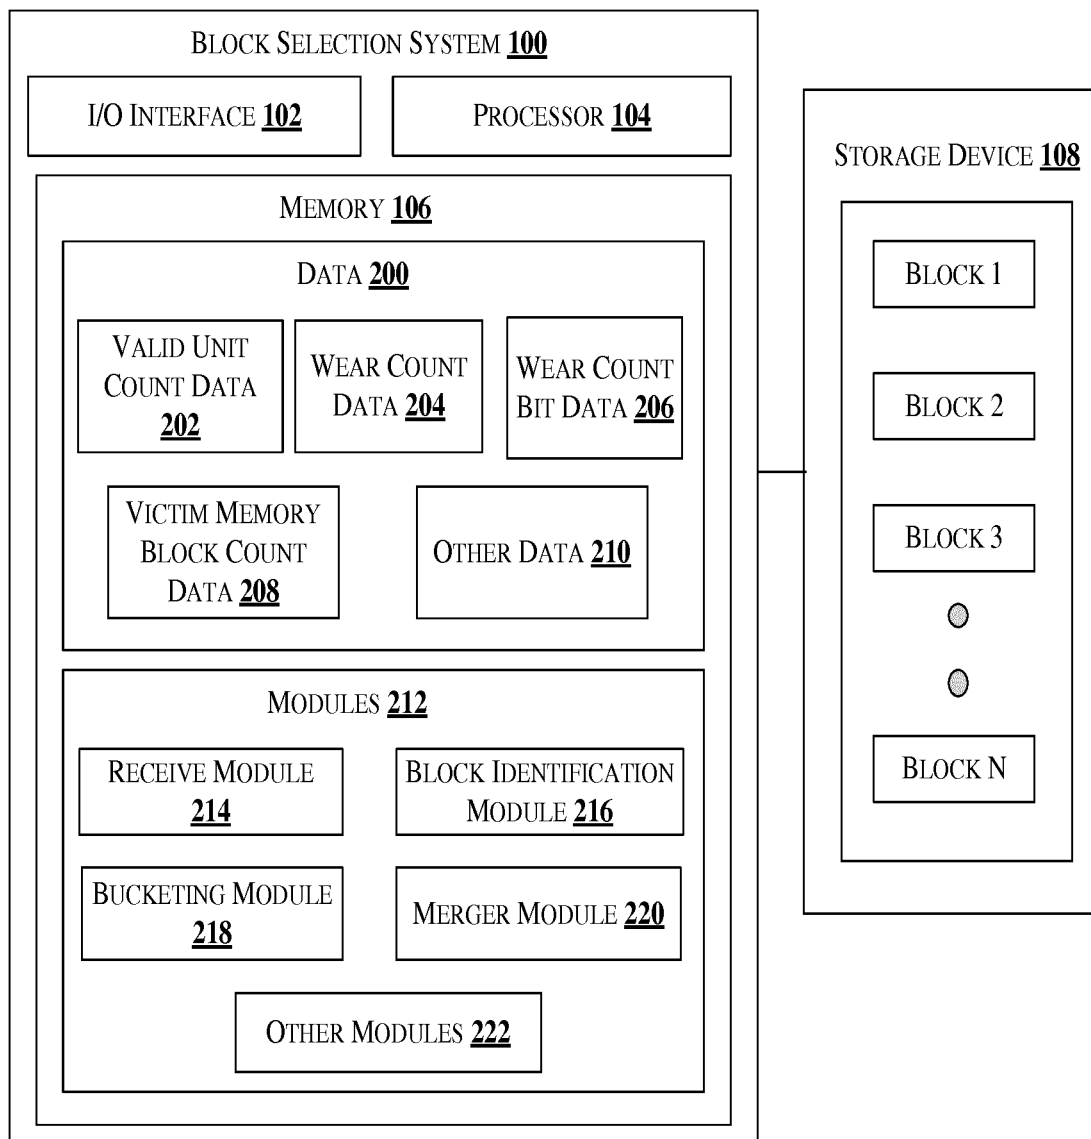 BLOCK SELECTION SYSTEM 100
I/O INTERFACE 102
PROCESSOR 104
MEMORY 106
DATA 200
VALID UNIT
COUNT DATA
202
WEAR COUNT
DATA 204
WEAR COUNT
BIT DATA 206
VICTIM MEMORY
BLOCK COUNT
DATA 208
OTHER DATA 210
MODULES 212
RECEIVE MODULE
214
BLOCK IDENTIFICATION
MODULE 216
BUCKETING MODULE
218
MERGER MODULE 220
OTHER MODULES 222
STORAGE DEVICE 108
BLOCK 1
BLOCK 2
BLOCK 3
BLOCK N